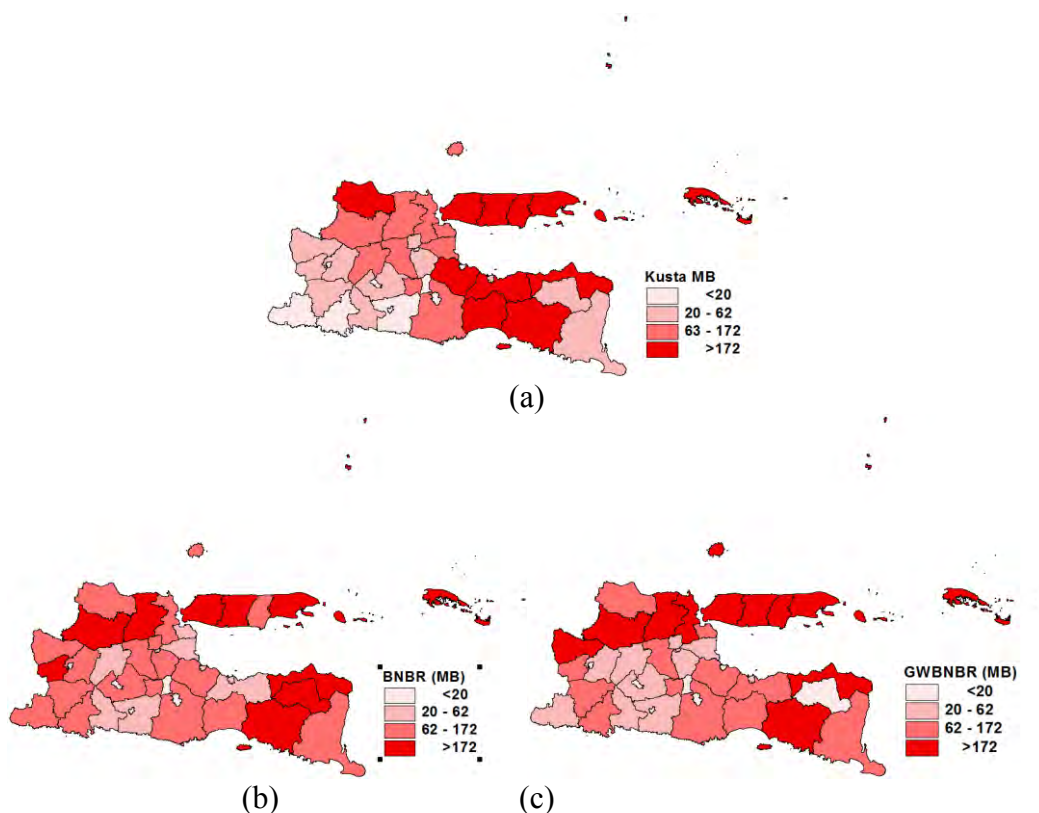 Kusta MB
<20
20 - 62
63 - 172
>172
(a)
BNBR (MB)
<20
20 - 62
62 - 172
>172
GWBNBR (MB)
<20
20 - 62
62 - 172
>172
(b)
(c)